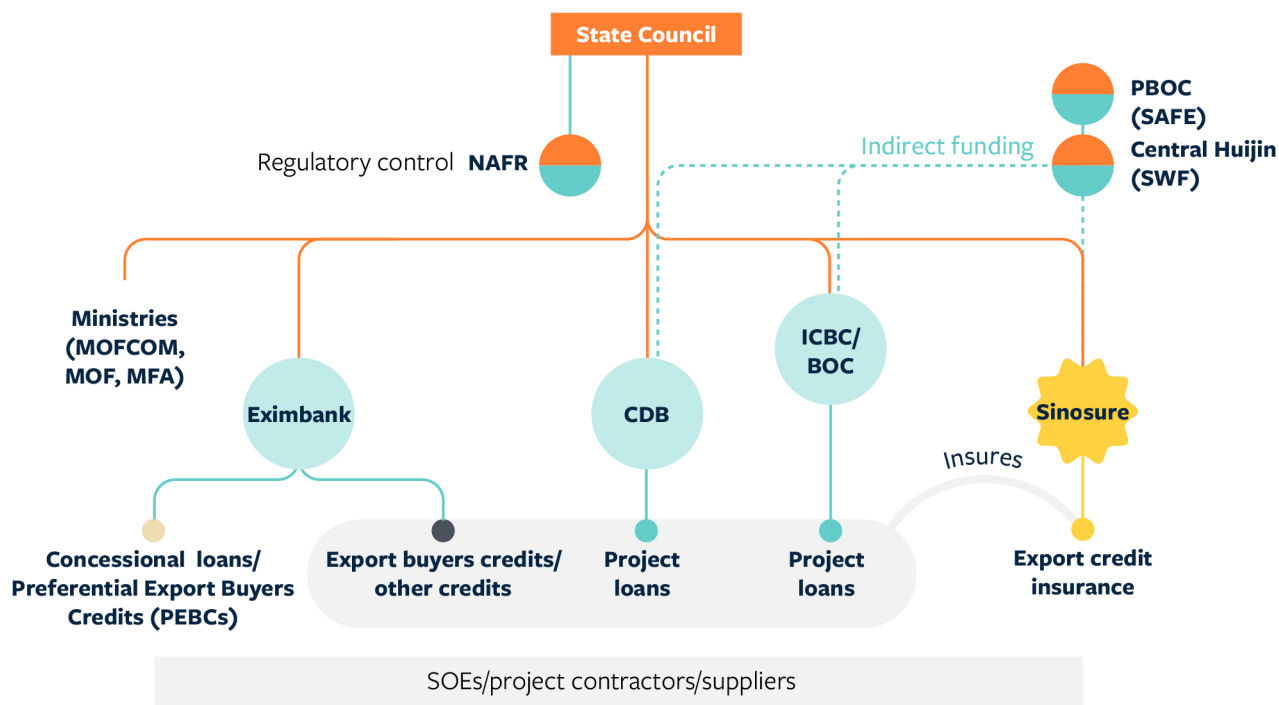 State Council
PBOC
(SAFE)
Indirect funding
Central Huijin
(SWF)
Regulatory control NAFR
Ministries
(MOFCOM,
MOF, MFA)
ICBC/
BOC
Eximbank
CDB
Sinosure
Insures
Concessional loans/
Preferential Export Buyers
Credits (PEBCs)
Export buyers credits/
other credits
Project
loans
Project
loans
Export credit
insurance
SOEs/project contractors/suppliers